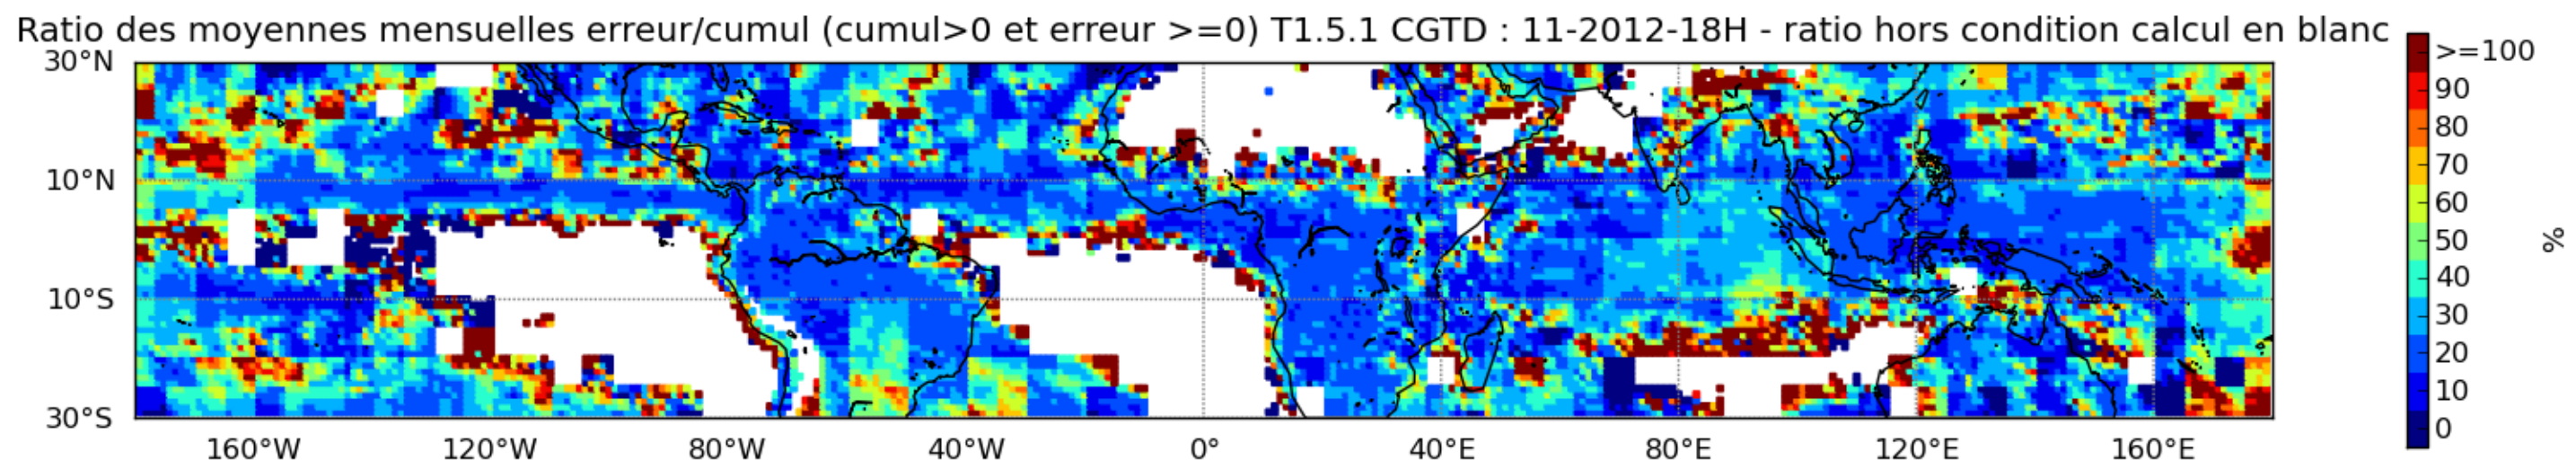 Ratio des moyennes mensuelles erreur/cumul (cumul>0 et erreur >=0) T1.5.1 CGTD : 11-2012-18H - ratio hors condition calcul en blanc
30°N
10°N
10°S
30°S
160°W 120°W 80°W 40°W 0° 40°E 80°E 120°E 160°E
>=100
90
80
70
60
50
40
30
20
10
0
%